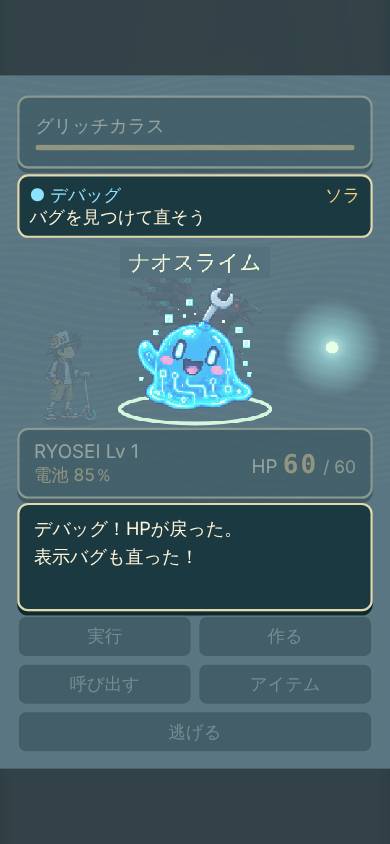 グリッチカラス
デバッグ
ソラ
バグを見つけて直そう
ナオスライム
RYOSEI Lv 1
電池 85%
HP 60 / 60
デバッグ！HPが戻った。
表示バグも直った！
実行
作る
呼び出す
アイテム
逃げる